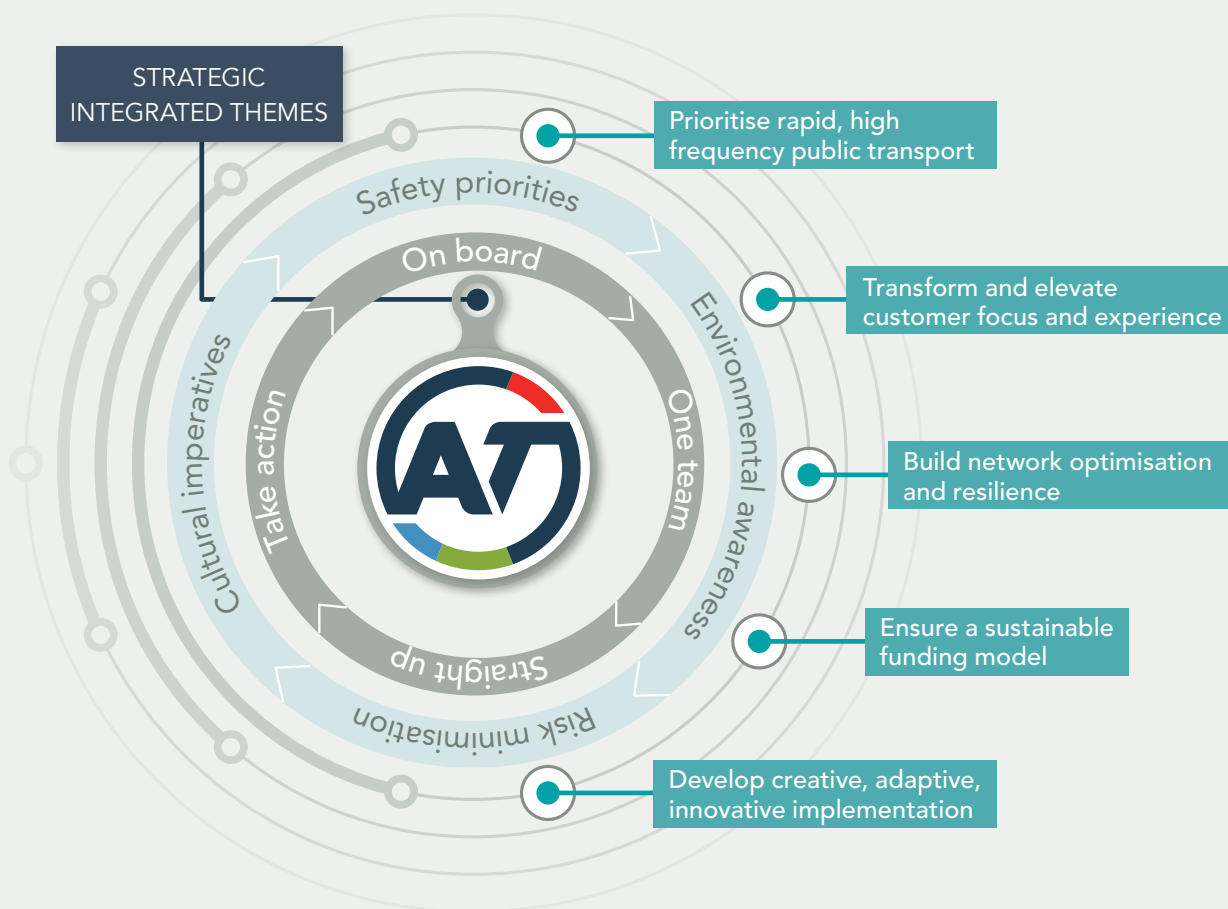 STRATEGIC
INTEGRATED THEMES
Prioritise rapid, high
frequency public transport
Safety priorities
On board
Transform and elevate
customer focus and experience
Environmental awareness
One team
Cultural imperatives
Take action
AT
Build network optimisation
and resilience
Ensure a sustainable
funding model
Straight up
Risk minimisation
Develop creative, adaptive,
innovative implementation